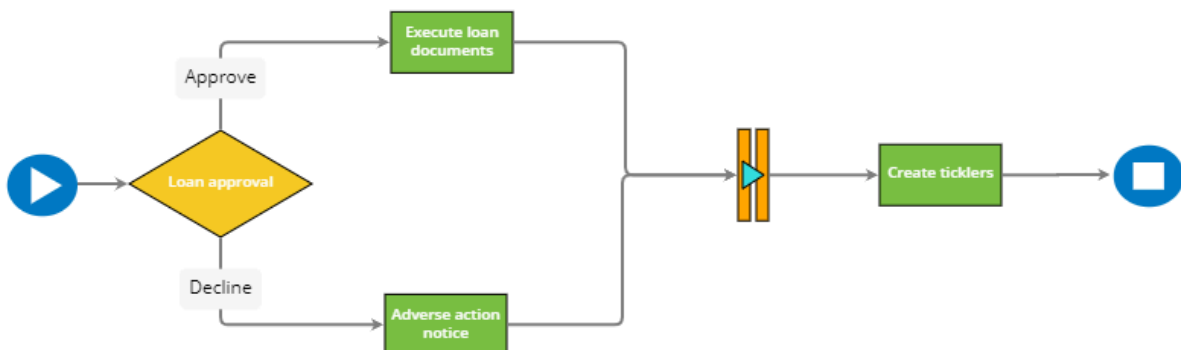 Execute loan
documents
Approve
Loan approval
Create ticklers
Decline
Adverse action
notice